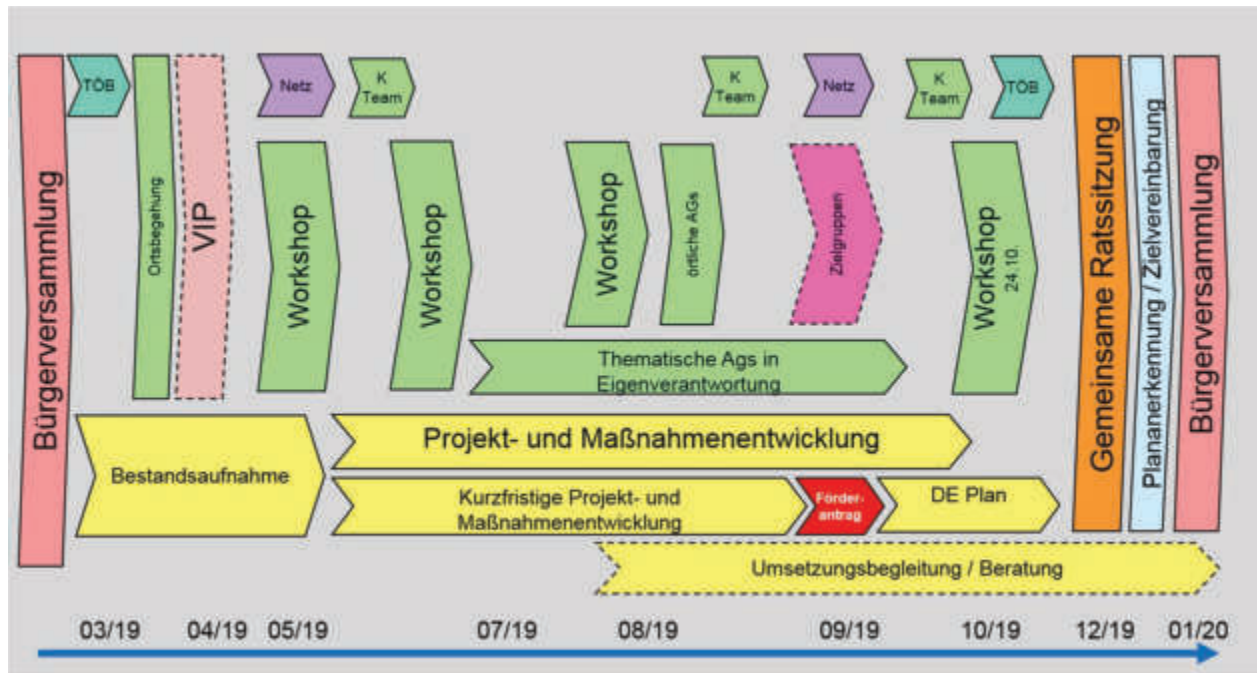 Bürgerversammlung
TÖB
Ortsbegehung
VIP
Netz
K
Team
K
Team
Netz
K
Team
TÖB
Workshop
Workshop
Workshop
örtliche AGs
Zielgruppen
Workshop
24.10.
Gemeinsame Ratssitzung
Plananerkennung / Zielvereinbarung
Bürgerversammlung
Thematische Ags in
Eigenverantwortung
Bestandsaufnahme
Projekt- und Maßnahmenentwicklung
Kurzfristige Projekt- und
Maßnahmenentwicklung
Förder-
antrag
DE Plan
Umsetzungsbegleitung / Beratung
03/19 04/19 05/19 07/19 08/19 09/19 10/19 12/19 01/20